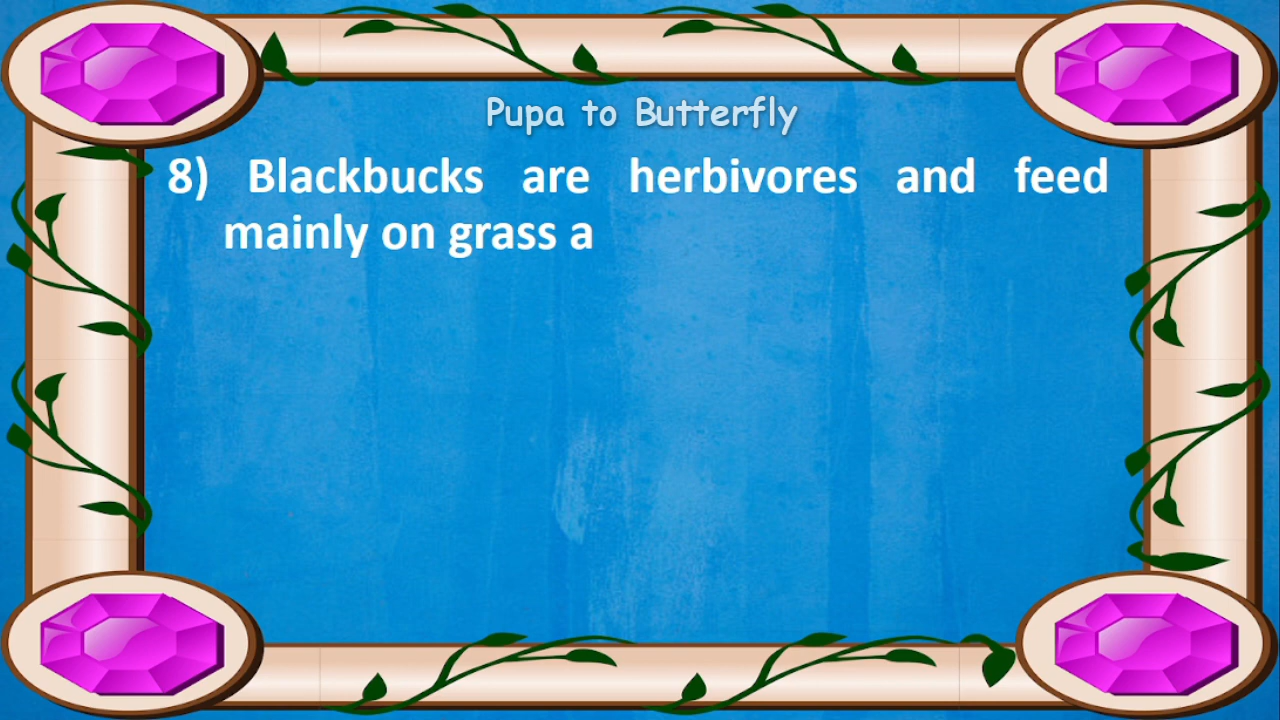 Pupa to Butterfly
8) Blackbucks are herbivores and feed
mainly on grass a